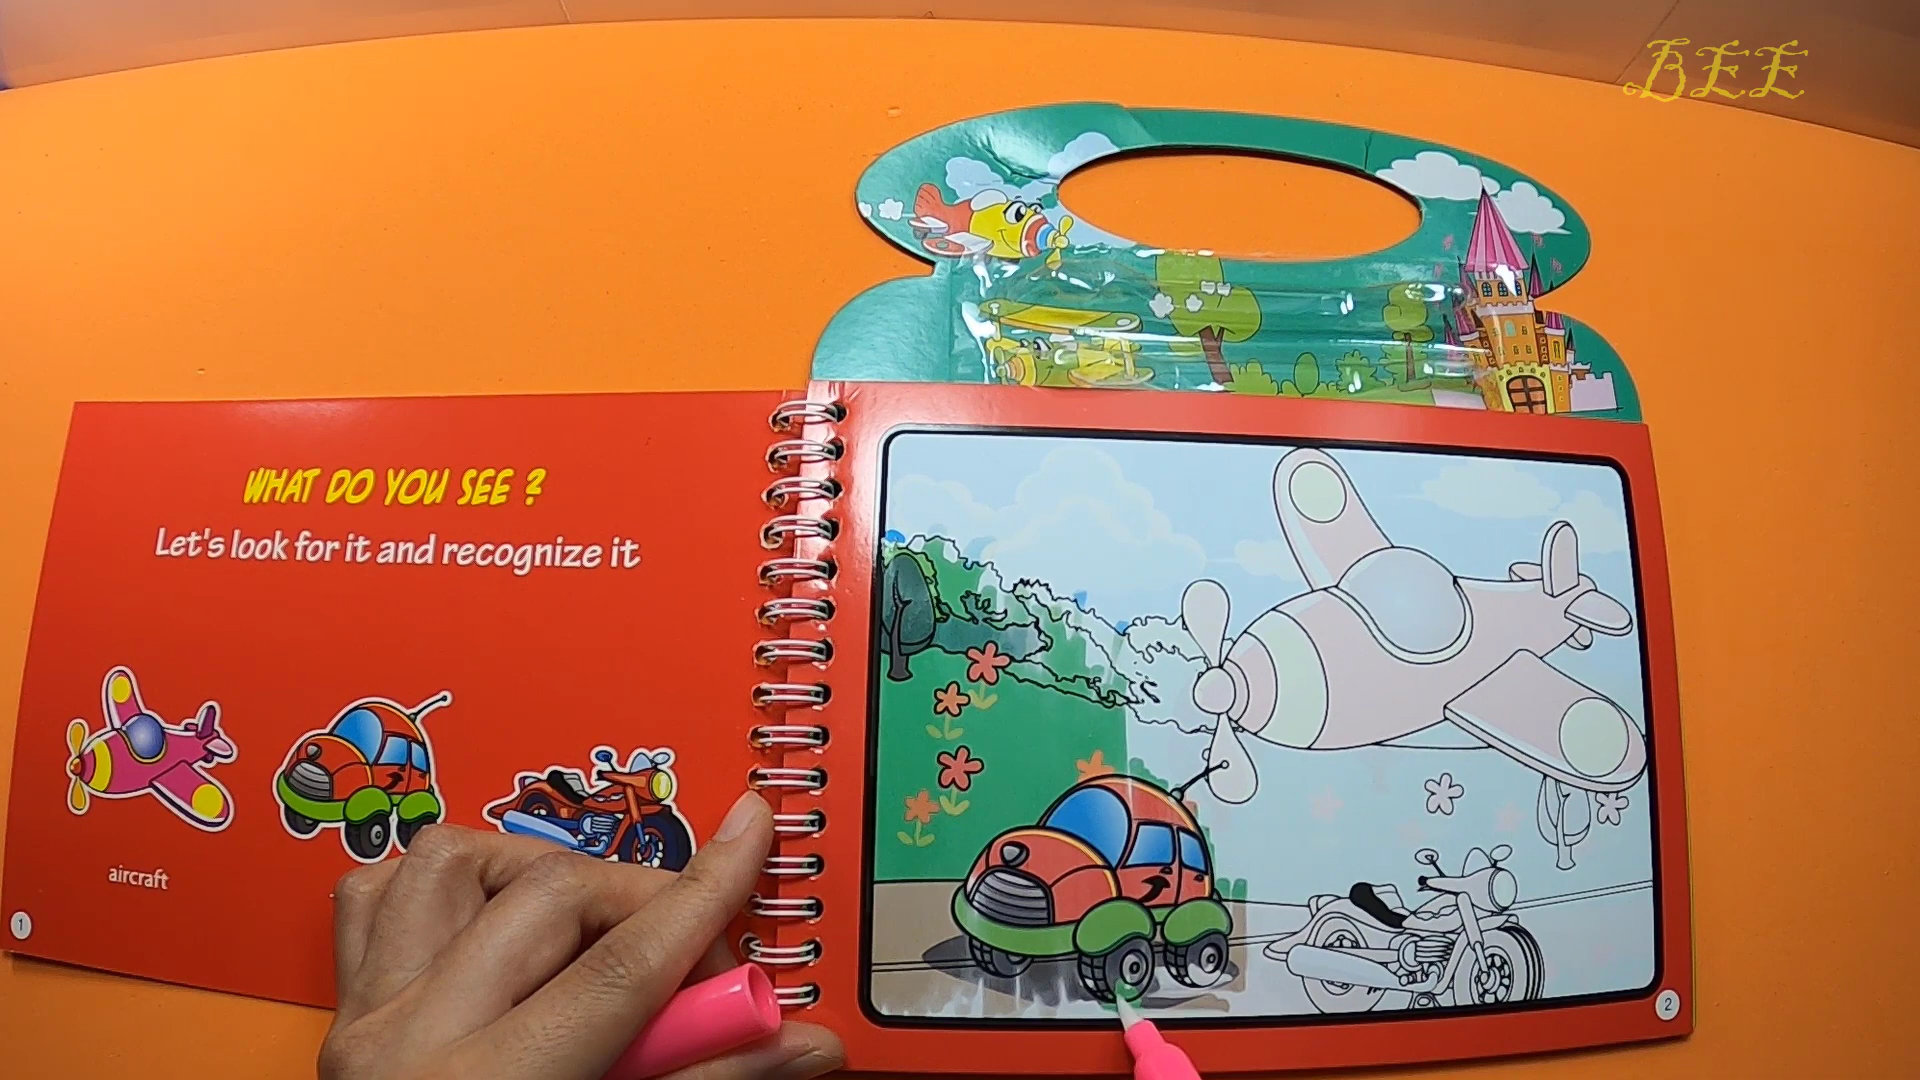 BEE
WHAT DO YOU SEE ?
Let's look for it and recognize it
aircraft
1
2